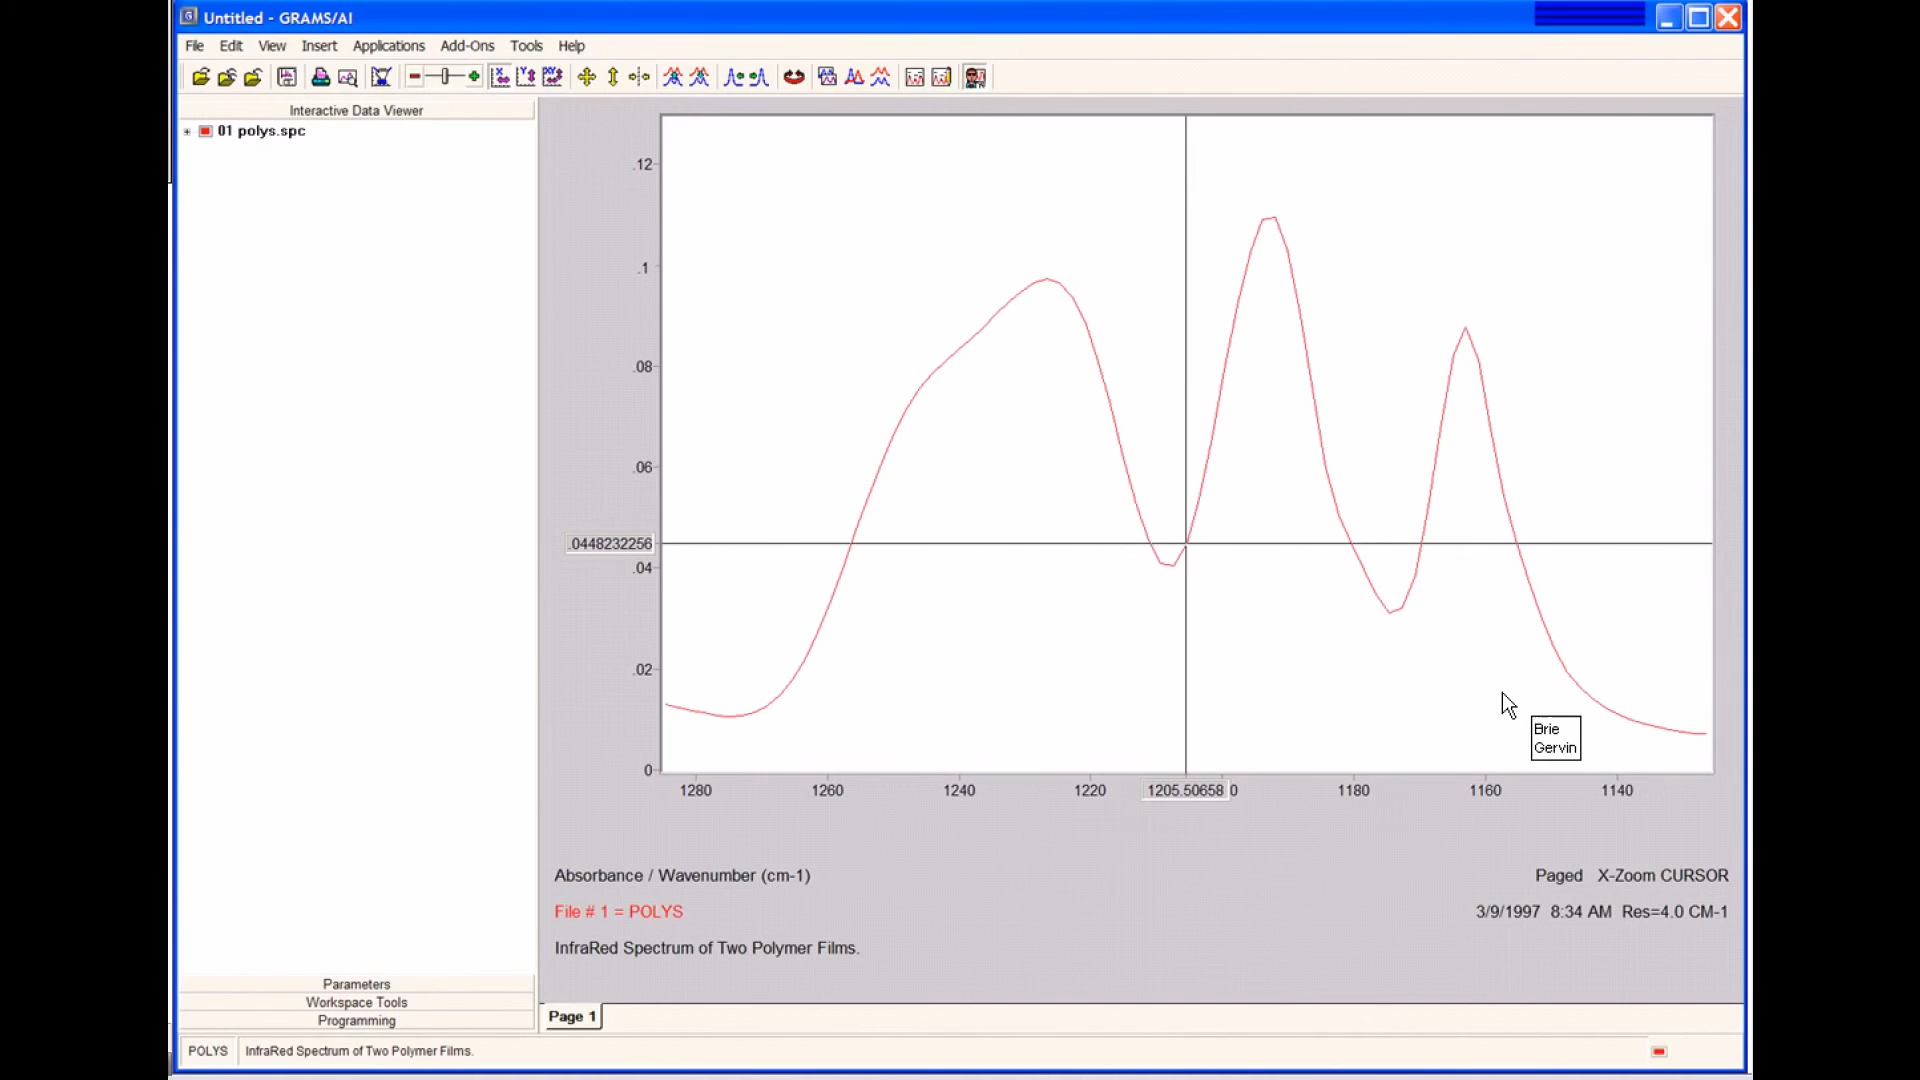 Untitled - GRAMS/AI
File Edit View Insert Applications Add-Ons Tools Help
Interactive Data Viewer
01 polys.spc
.12
.1
.08
.06
.0448232256
.04
.02
0
1280 1260 1240 1220 1205.50658 0 1180 1160 1140
Brie
Gervin
Absorbance / Wavenumber (cm-1) Paged X-Zoom CURSOR
File # 1 = POLYS 3/9/1997 8:34 AM Res=4.0 CM-1
InfraRed Spectrum of Two Polymer Films.
Parameters
Workspace Tools
Programming
Page 1
POLYS InfraRed Spectrum of Two Polymer Films.